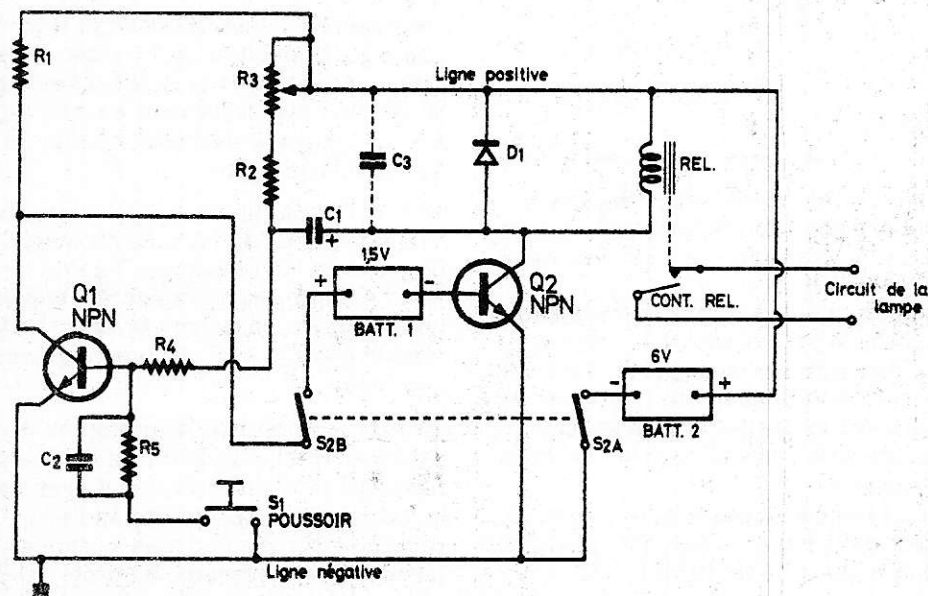 R1
R3
Ligne positive
C3
D1
REL.
R2
C1
+
1,5V
+ -
BATT. 1
Q2
NPN
CONT. REL.
Circuit de la
lampe
Q1
NPN
R4
6V
- +
BATT. 2
S2B
S2A
C2
R5
S1
POUSSOIR
Ligne négative